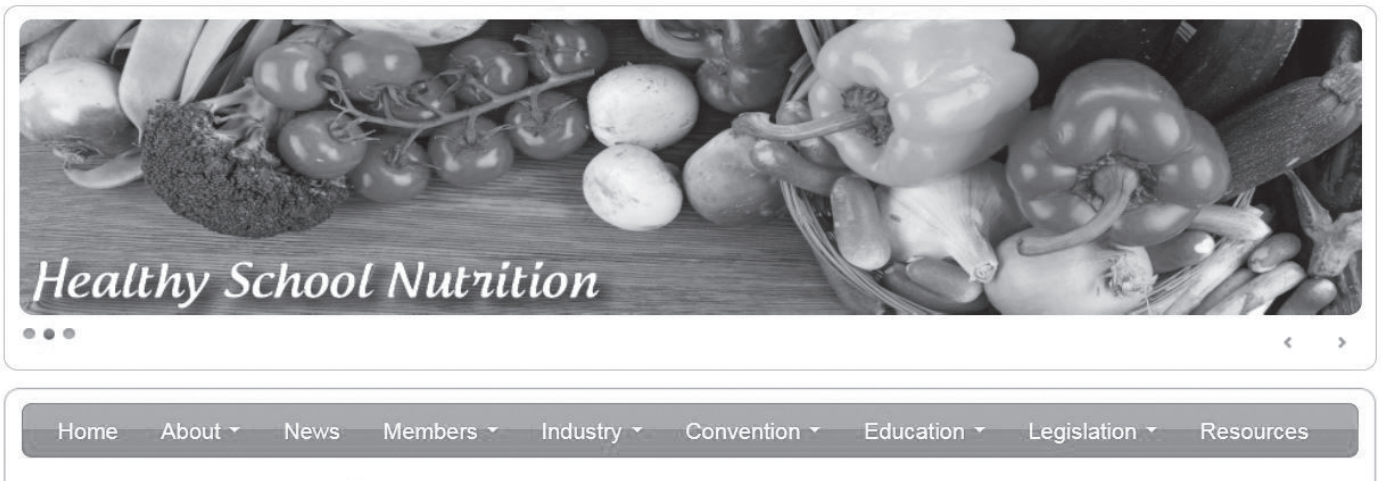 Healthy School Nutrition
Home About News Members Industry Convention Education Legislation Resources